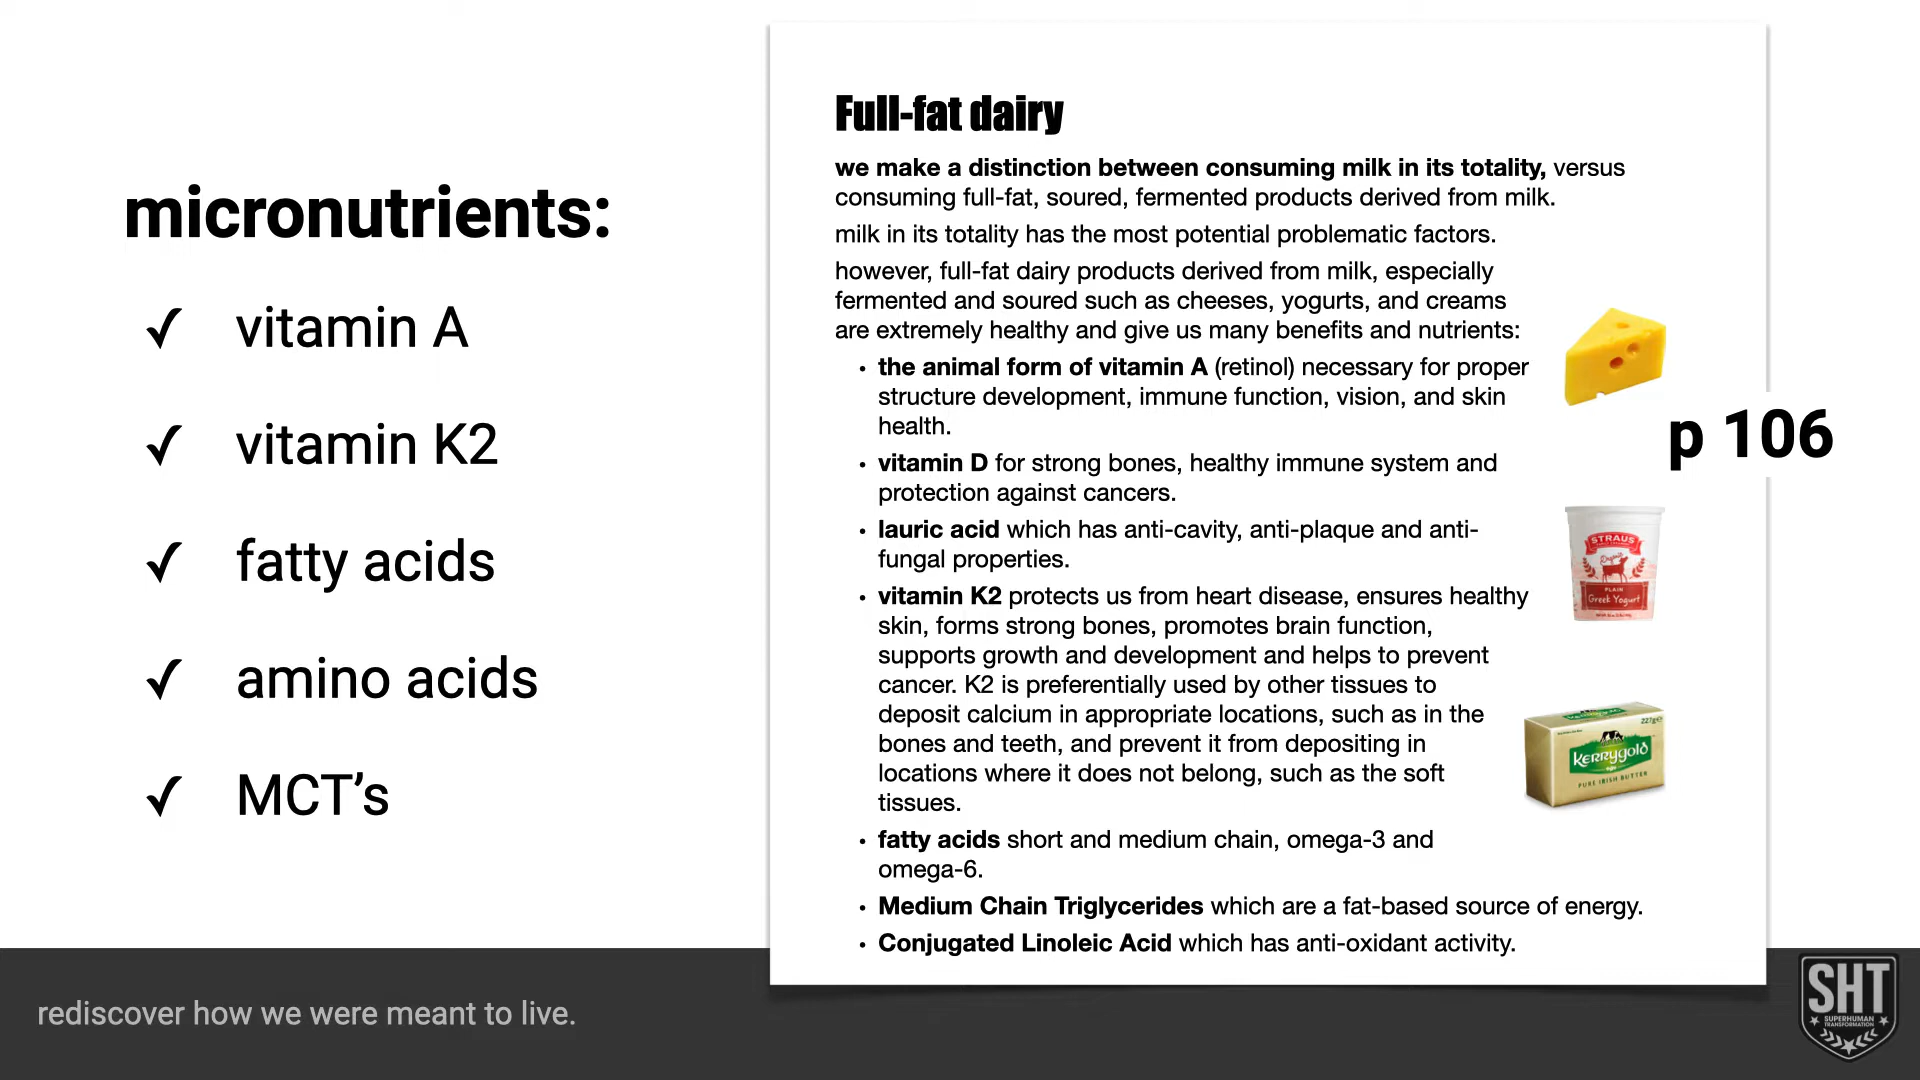 micronutrients:
✓ vitamin A
✓ vitamin K2
✓ fatty acids
✓ amino acids
✓ MCT's
Full-fat dairy
we make a distinction between consuming milk in its totality, versus
consuming full-fat, soured, fermented products derived from milk.
milk in its totality has the most potential problematic factors.
however, full-fat dairy products derived from milk, especially
fermented and soured such as cheeses, yogurts, and creams
are extremely healthy and give us many benefits and nutrients:
• the animal form of vitamin A (retinol) necessary for proper
structure development, immune function, vision, and skin
health.
• vitamin D for strong bones, healthy immune system and
protection against cancers.
• lauric acid which has anti-cavity, anti-plaque and anti-
fungal properties.
• vitamin K2 protects us from heart disease, ensures healthy
skin, forms strong bones, promotes brain function,
supports growth and development and helps to prevent
cancer. K2 is preferentially used by other tissues to
deposit calcium in appropriate locations, such as in the
bones and teeth, and prevent it from depositing in
locations where it does not belong, such as the soft
tissues.
• fatty acids short and medium chain, omega-3 and
omega-6.
• Medium Chain Triglycerides which are a fat-based source of energy.
• Conjugated Linoleic Acid which has anti-oxidant activity.
p 106
STRAUS
Organic
PLAIN
Greek Yogurt
227g
Kerrygold
PURE IRISH BUTTER
rediscover how we were meant to live.
SHT
SUPERHUMAN
TRANSFORMATION